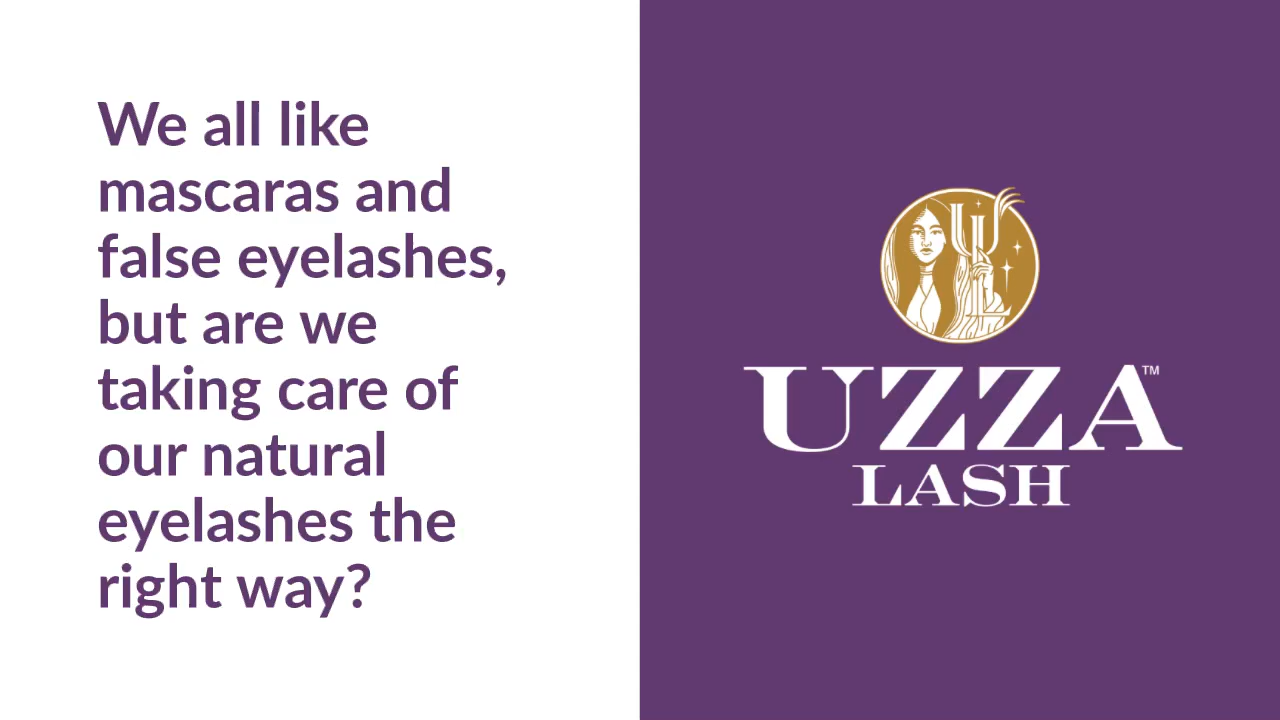 We all like
mascaras and
false eyelashes,
but are we
taking care of
our natural
eyelashes the
right way?
UL
UZZA™
LASH